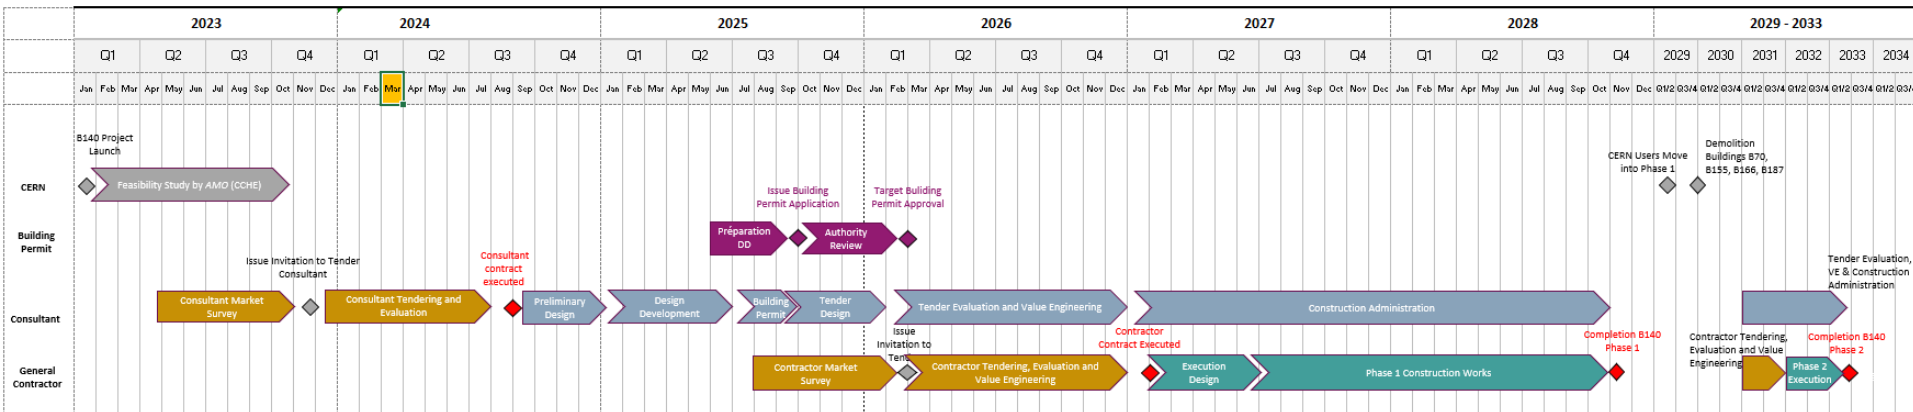 2023 2024 2025 2026 2027 2028 2029 - 2033
Q1 Q2 Q3 Q4 Q1 Q2 Q3 Q4 Q1 Q2 Q3 Q4 Q1 Q2 Q3 Q4 Q1 Q2 Q3 Q4 Q1 Q2 Q3 Q4 2029 2030 2031 2032 2033 2034
Jan Feb Mar Apr May Jun Jul Aug Sep Oct Nov Dec Jan Feb Mar Apr May Jun Jul Aug Sep Oct Nov Dec Jan Feb Mar Apr May Jun Jul Aug Sep Oct Nov Dec Jan Feb Mar Apr May Jun Jul Aug Sep Oct Nov Dec Jan Feb Mar Apr May Jun Jul Aug Sep Oct Nov Dec Jan Feb Mar Apr May Jun Jul Aug Sep Oct Nov Dec Q1/2 Q3/4 Q1/2 Q3/4 Q1/2 Q3/4 Q1/2 Q3/4 Q1/2 Q3/4 Q1/2 Q3/4
B140 Project
Launch
CERN
Feasibility Study by AMO (CCHE)
CERN Users Move
into Phase 1
Demolition
Buildings B70,
B155, B166, B187
Building
Permit
Issue Building
Permit Application
Target Buliding
Permit Approval
Préparation
DD
Authority
Review
Consultant
Issue Invitation to Tender
Consultant
Consultant
contract
executed
Consultant Market
Survey
Consultant Tendering and
Evaluation
Preliminary
Design
Design
Development
Building
Permit
Tender
Design
Tender Evaluation and Value Engineering
Construction Administration
Tender Evaluation,
VE & Construction
Administration
General
Contractor
Issue
Invitation to
Contractor
Contract Executed
Completion B140
Phase 1
Contractor Tendering,
Evaluation and Value
Engineering
Completion B140
Phase 2
Contractor Market
Survey
Contractor Tendering, Evaluation and
Value Engineering
Execution
Design
Phase 1 Construction Works
Phase 2
Execution